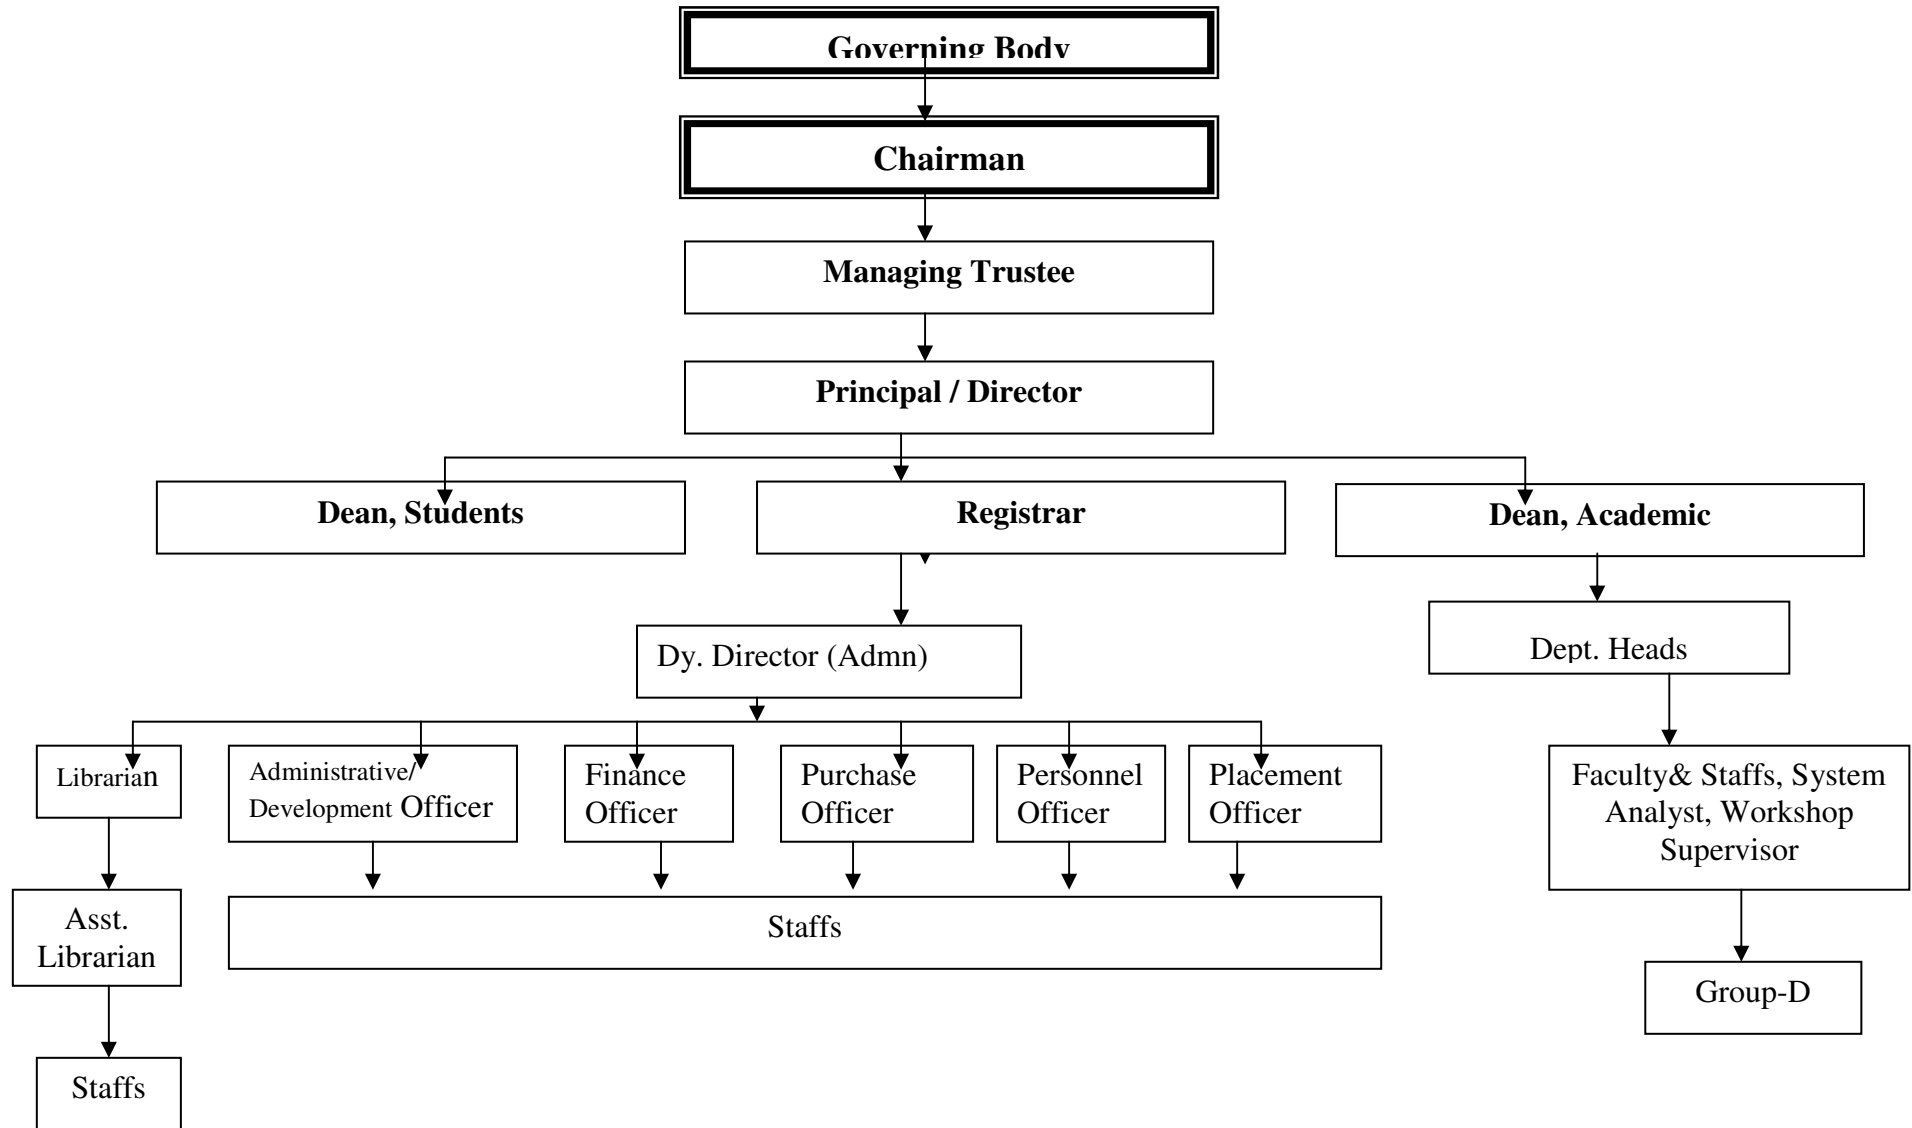 Governing Body
Chairman
Managing Trustee
Principal / Director
Dean, Students
Registrar
Dean, Academic
Dy. Director (Admn)
Dept. Heads
Librarian
Administrative/
Development Officer
Finance
Officer
Purchase
Officer
Personnel
Officer
Placement
Officer
Faculty& Staffs, System
Analyst, Workshop
Supervisor
Asst.
Librarian
Staffs
Group-D
Staffs